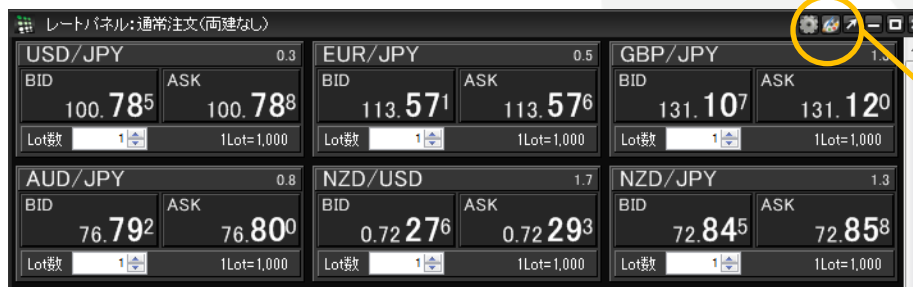 レートパネル:通常注文(両建なし)
USD/JPY 0.3 EUR/JPY 0.5 GBP/JPY 1.3
BID ASK BID ASK BID ASK
100.785 100.788 113.571 113.576 131.107 131.120
Lot数 1 1Lot=1,000 Lot数 1 1Lot=1,000 Lot数 1 1Lot=1,000
AUD/JPY 0.8 NZD/USD 1.7 NZD/JPY 1.3
BID ASK BID ASK BID ASK
76.792 76.800 0.72276 0.72293 72.845 72.858
Lot数 1 1Lot=1,000 Lot数 1 1Lot=1,000 Lot数 1 1Lot=1,000